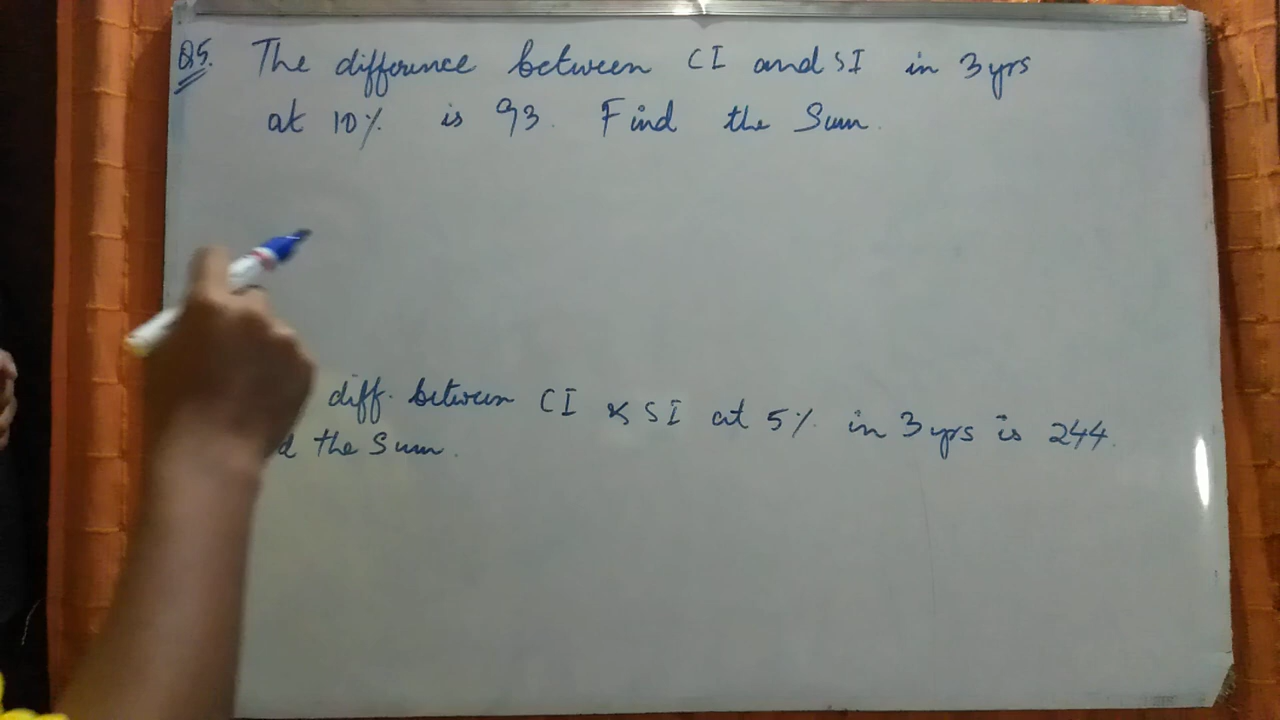 Q5. The difference between CI and SI in 3yrs
at 10% is 93. Find the Sum.
diff. between CI & SI at 5% in 3yrs is 244.
the Sum.